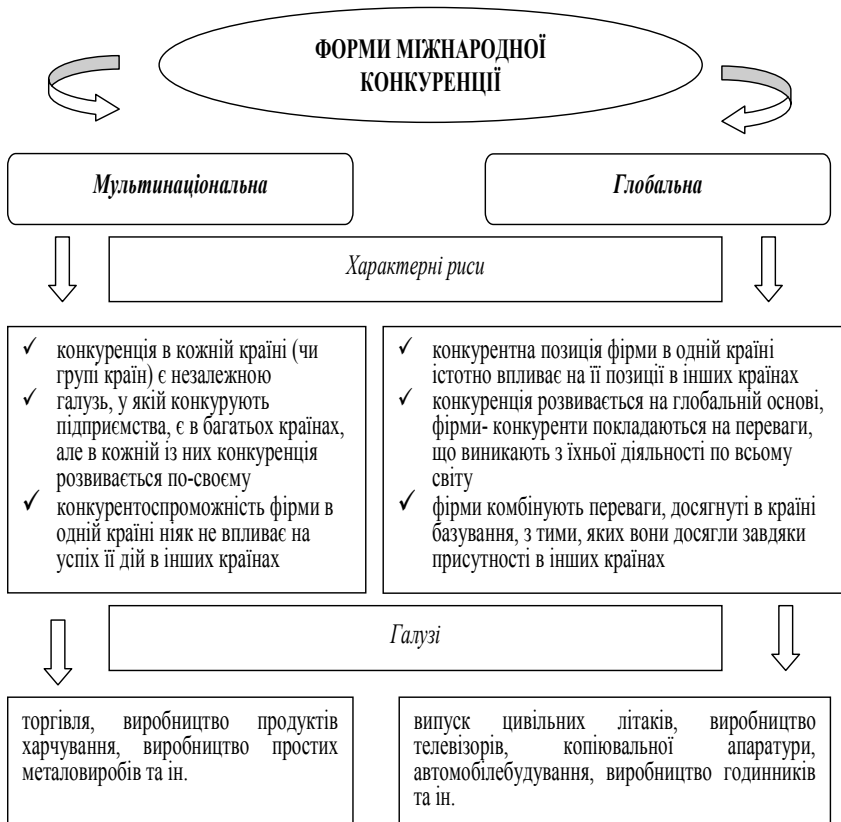 ФОРМИ МІЖНАРОДНОЇ
КОНКУРЕНЦІЇ
Мультинаціональна
Глобальна
Характерні риси
✓ конкуренція в кожній країні (чи
групі країн) є незалежною
✓ галузь, у якій конкурують
підприємства, є в багатьох країнах,
але в кожній із них конкуренція
розвивається по-своєму
✓ конкурентоспроможність фірми в
одній країні ніяк не впливає на
успіх її дій в інших країнах
✓ конкурентна позиція фірми в одній країні
істотно впливає на її позиції в інших країнах
✓ конкуренція розвивається на глобальній основі,
фірми- конкуренти покладаються на переваги,
що виникають з їхньої діяльності по всьому
світу
✓ фірми комбінують переваги, досягнуті в країні
базування, з тими, яких вони досягли завдяки
присутності в інших країнах
Галузі
торгівля, виробництво продуктів
харчування, виробництво простих
металовиробів та ін.
випуск цивільних літаків, виробництво
телевізорів, копіювальної апаратури,
автомобілебудування, виробництво годинників
та ін.